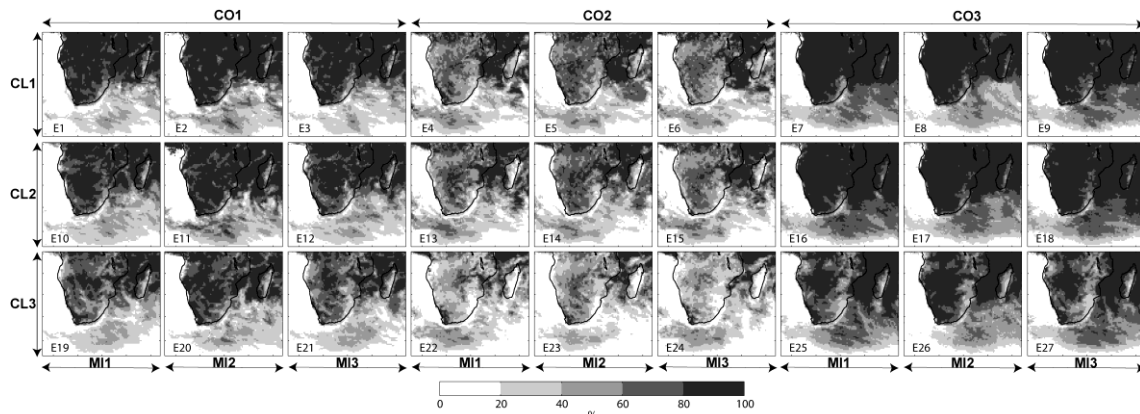 CO1 CO2 CO3
CL1
E1 E2 E3 E4 E5 E6 E7 E8 E9
CL2
E10 E11 E12 E13 E14 E15 E16 E17 E18
CL3
E19 E20 E21 E22 E23 E24 E25 E26 E27
MI1 MI2 MI3 MI1 MI2 MI3 MI1 MI2 MI3
0 20 40 60 80 100
%